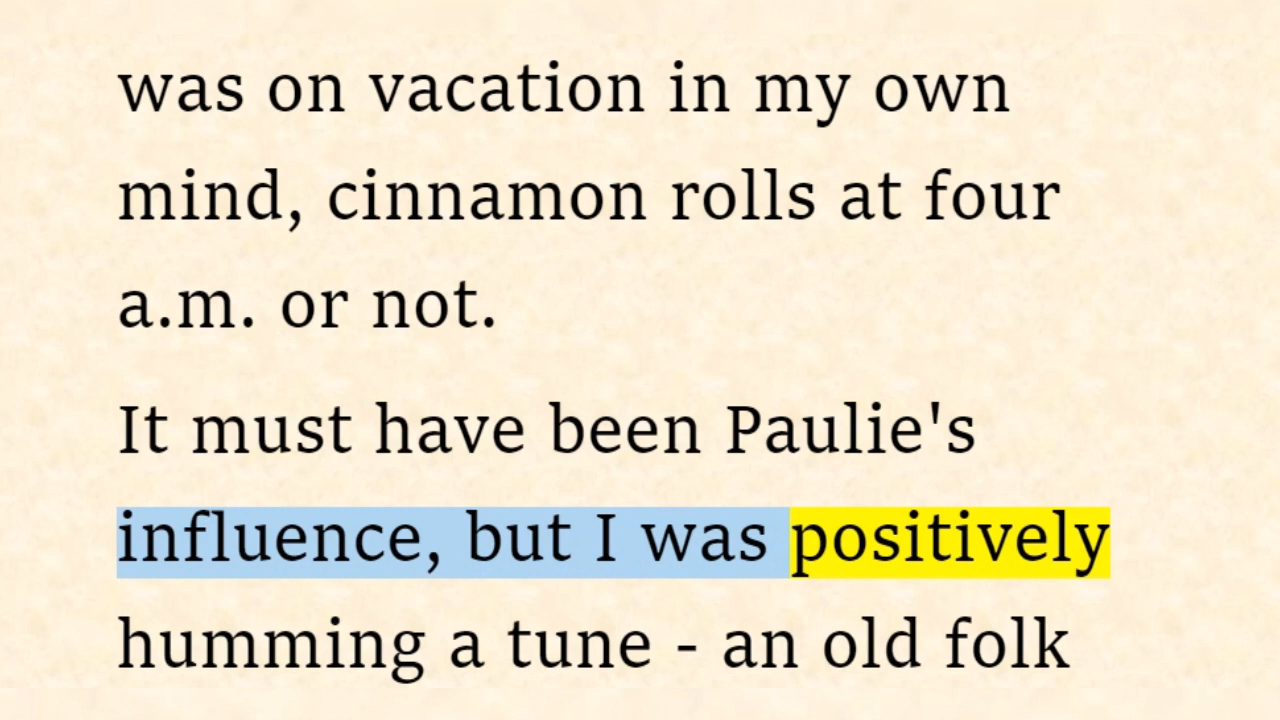 was on vacation in my own
mind, cinnamon rolls at four
a.m. or not.
It must have been Paulie's
influence, but I was positively
humming a tune - an old folk